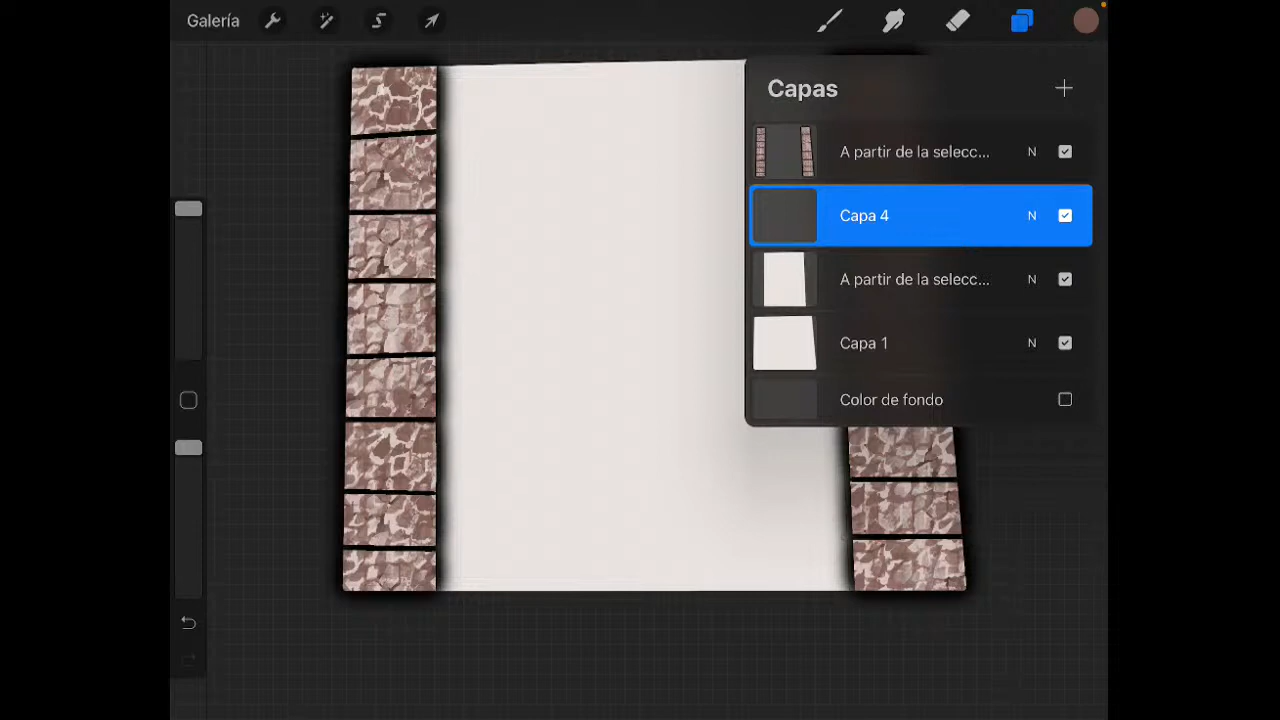 Galería
Capas
A partir de la selecc... N
Capa 4 N
A partir de la selecc... N
Capa 1 N
Color de fondo